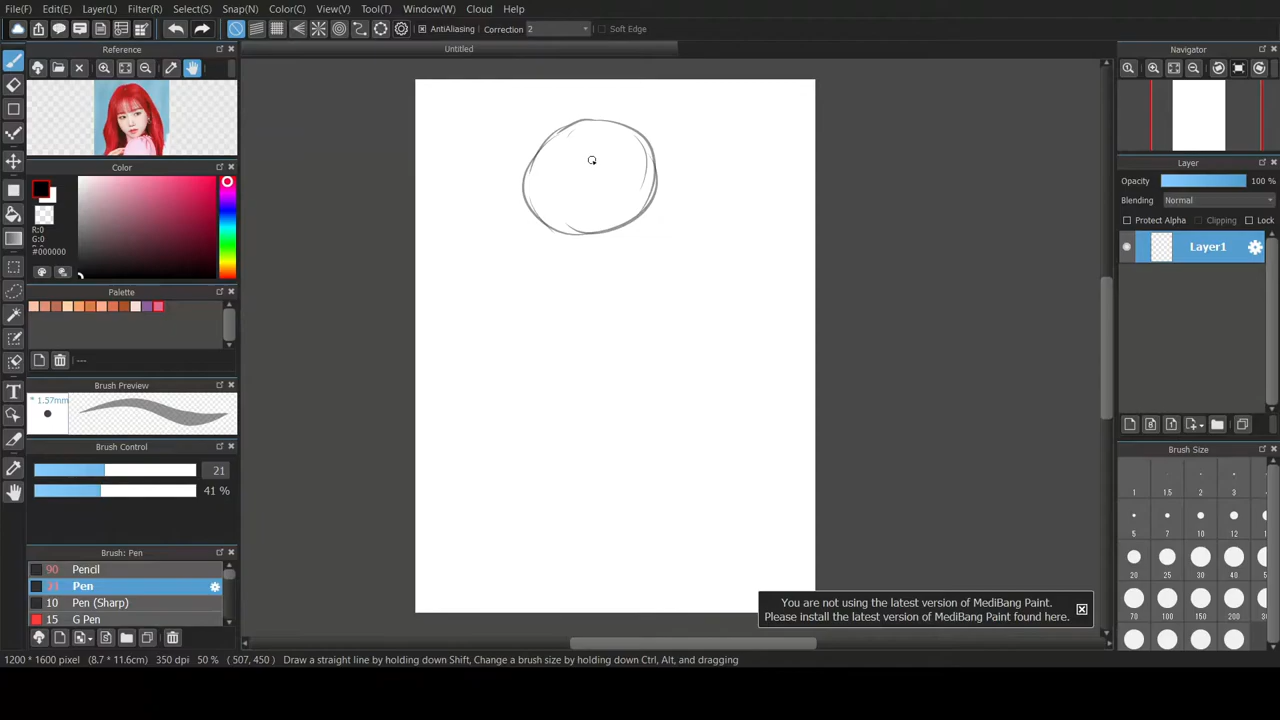 File(F) Edit(E) Layer(L) Filter(R) Select(S) Snap(N) Color(C) View(V) Tool(T) Window(W) Cloud Help
AntiAliasing Correction 2 Soft Edge
Reference
Untitled
Navigator
Color
R:0
G:0
B:0
#000000
Layer
Opacity 100 %
Blending Normal
Protect Alpha Clipping Lock
Layer1
Palette
---
Brush Preview
* 1.57mm
Brush Control
21
41 %
Brush Size
1 1.5 2 3
5 7 10 12
20 25 30 40
70 100 150 200
300
Brush: Pen
90 Pencil
Pen
10 Pen (Sharp)
15 G Pen
You are not using the latest version of MediBang Paint.
Please install the latest version of MediBang Paint found here.
1200 * 1600 pixel (8.7 * 11.6cm) 350 dpi 50 % ( 507, 450 ) Draw a straight line by holding down Shift, Change a brush size by holding down Ctrl, Alt, and dragging